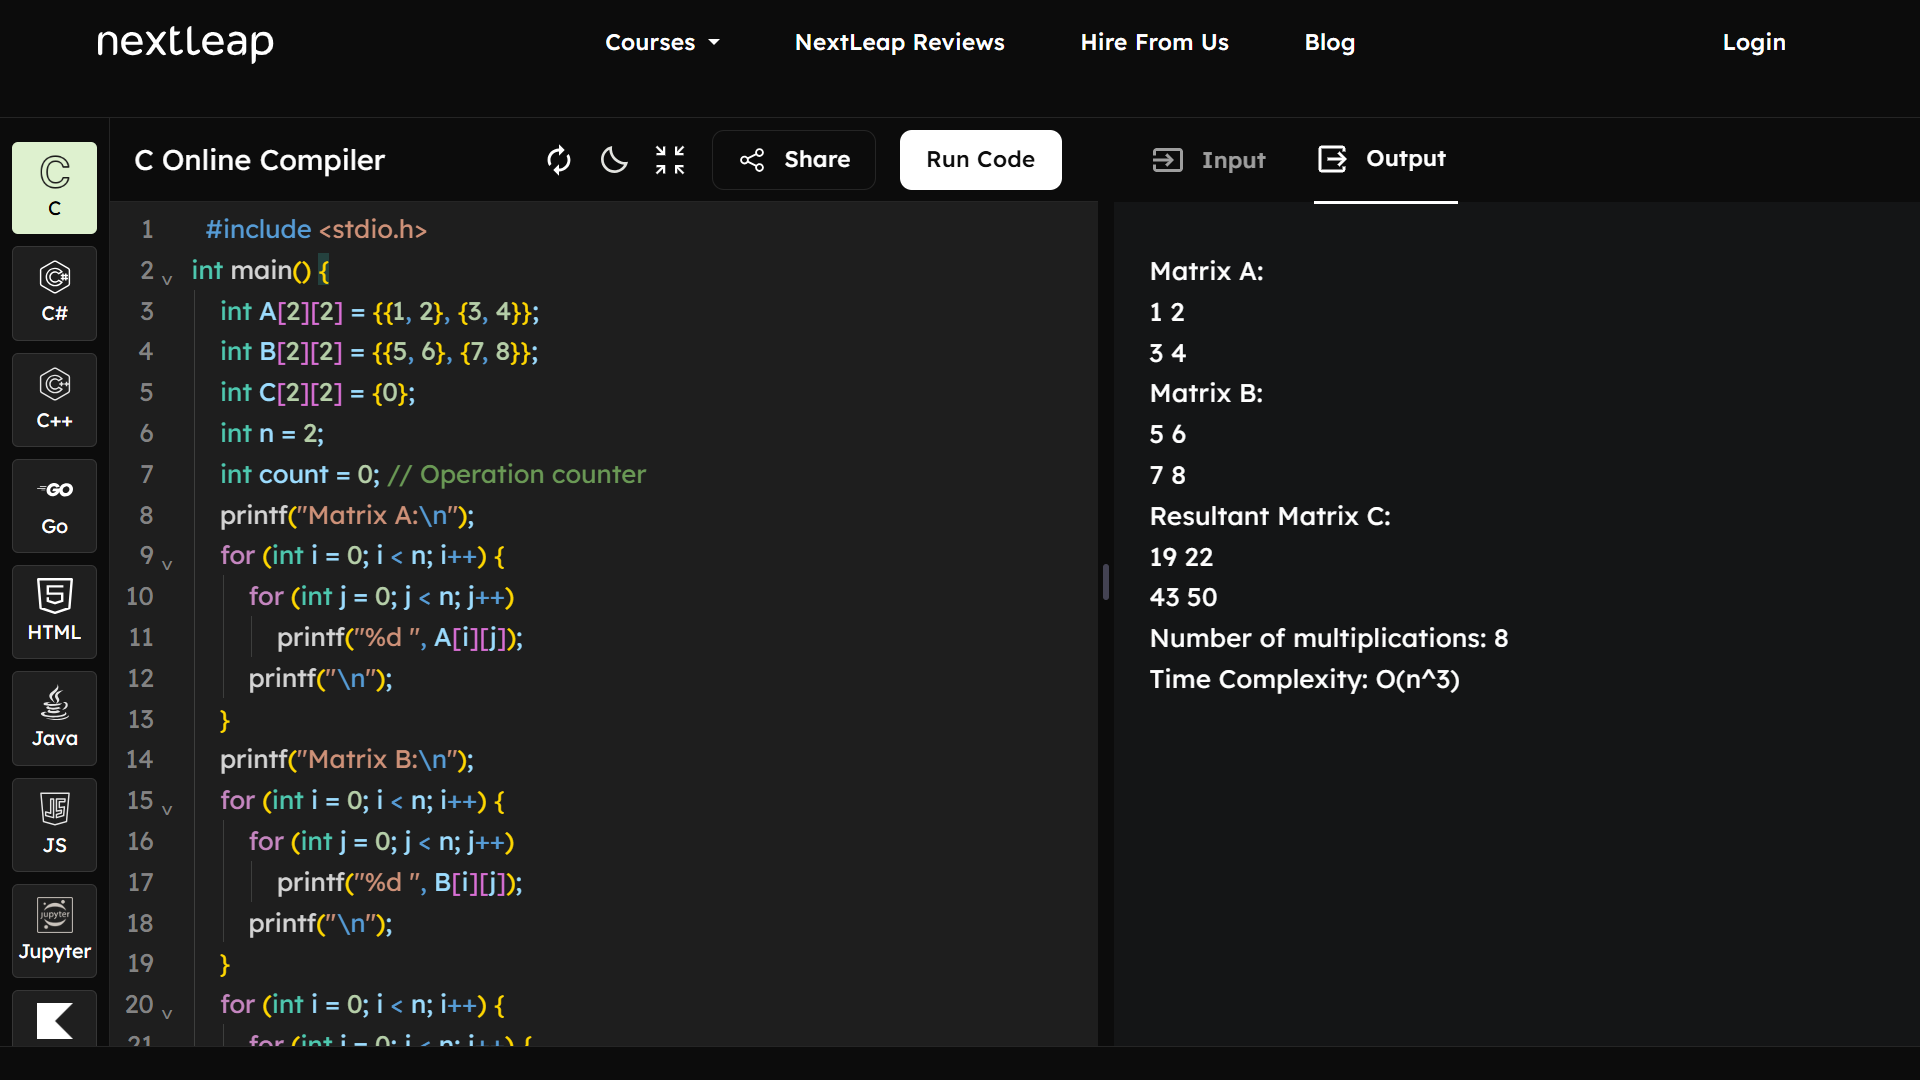 nextleap
Courses
NextLeap Reviews
Hire From Us
Blog
Login
C
C
C#
C++
GO
Go
HTML
Java
JS
JS
jupyter
Jupyter
C Online Compiler
Share
Run Code
1 #include <stdio.h>
2 int main() {
3 int A[2][2] = {{1, 2}, {3, 4}};
4 int B[2][2] = {{5, 6}, {7, 8}};
5 int C[2][2] = {0};
6 int n = 2;
7 int count = 0; // Operation counter
8 printf("Matrix A:\n");
9 for (int i = 0; i < n; i++) {
10 for (int j = 0; j < n; j++)
11 printf("%d ", A[i][j]);
12 printf("\n");
13 }
14 printf("Matrix B:\n");
15 for (int i = 0; i < n; i++) {
16 for (int j = 0; j < n; j++)
17 printf("%d ", B[i][j]);
18 printf("\n");
19 }
20 for (int i = 0; i < n; i++) {
21 for (int j = 0; j < n; j++) {
Input
Output
Matrix A:
1 2
3 4
Matrix B:
5 6
7 8
Resultant Matrix C:
19 22
43 50
Number of multiplications: 8
Time Complexity: O(n^3)